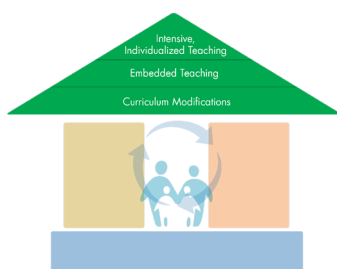 Intensive,
Individualized Teaching
Embedded Teaching
Curriculum Modifications